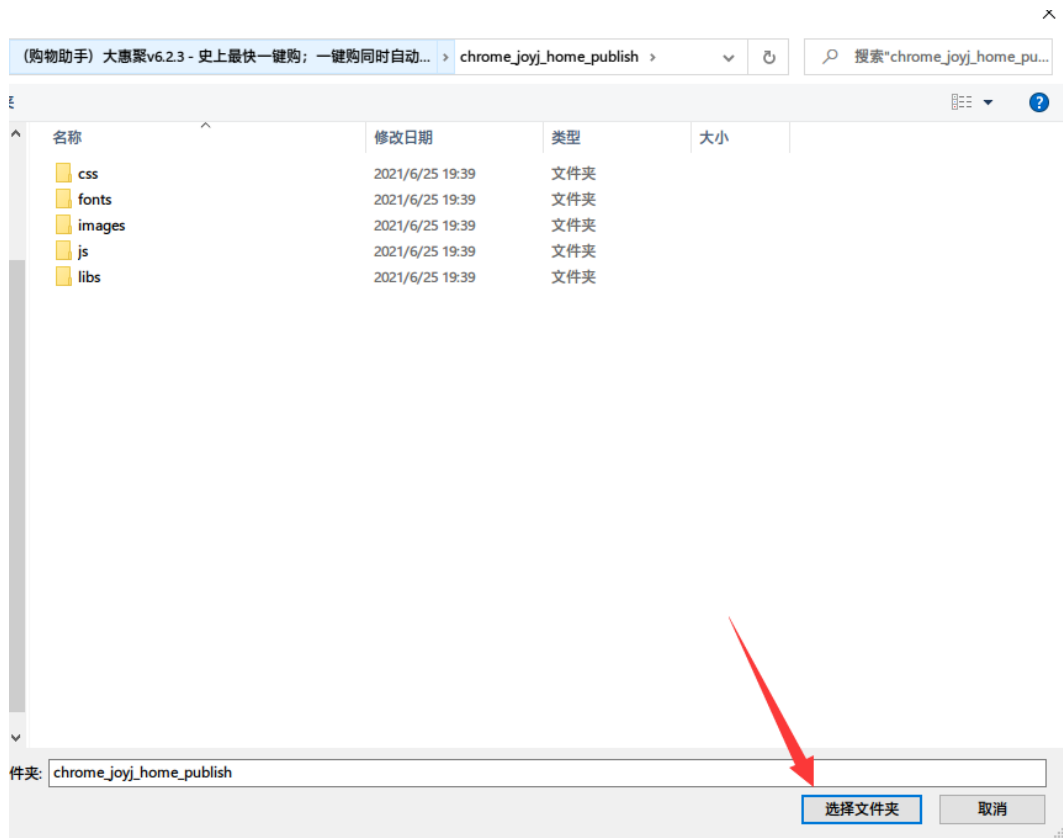 （购物助手）大惠聚v6.2.3 - 史上最快一键购；一键购同时自动... › chrome_joyj_home_publish › 搜索"chrome_joyj_home_pu...
名称 修改日期 类型 大小
css 2021/6/25 19:39 文件夹
fonts 2021/6/25 19:39 文件夹
images 2021/6/25 19:39 文件夹
js 2021/6/25 19:39 文件夹
libs 2021/6/25 19:39 文件夹
件夹: chrome_joyj_home_publish
选择文件夹 取消